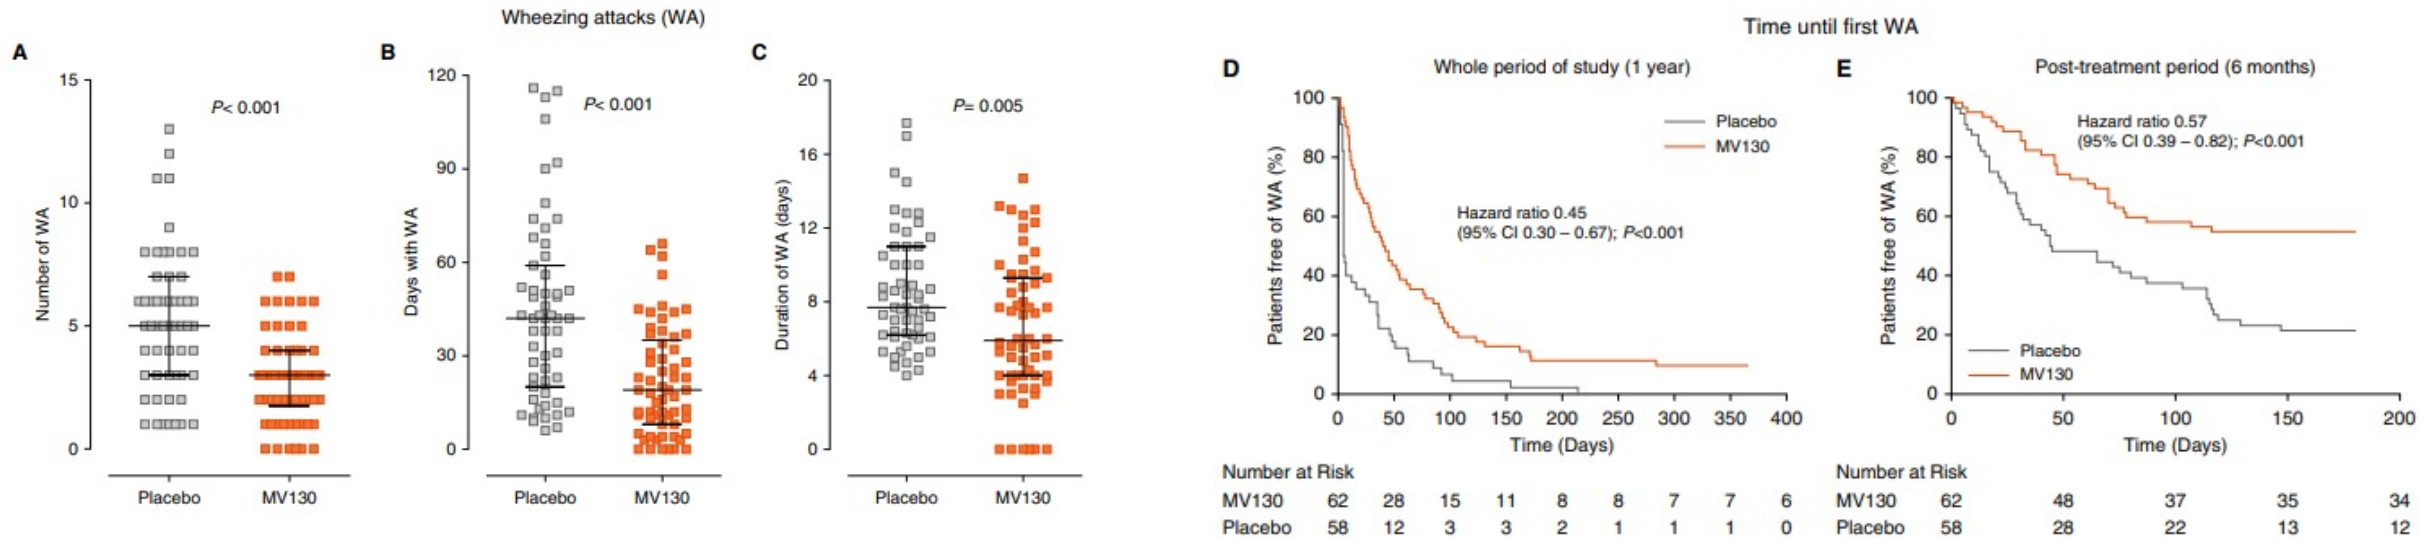 Wheezing attacks (WA)
A
Number of WA
15
10
5
0
P< 0.001
Placebo
MV130
B
Days with WA
120
90
60
30
0
P< 0.001
Placebo
MV130
C
Duration of WA (days)
20
16
12
8
4
0
P= 0.005
Placebo
MV130
Time until first WA
D
Whole period of study (1 year)
Patients free of WA (%)
100
80
60
40
20
0
Placebo
MV130
Hazard ratio 0.45
(95% CI 0.30 – 0.67); P<0.001
0 50 100 150 200 250 300 350 400
Time (Days)
Number at Risk
MV130 62 28 15 11 8 8 7 7 6
Placebo 58 12 3 3 2 1 1 1 0
E
Post-treatment period (6 months)
Patients free of WA (%)
100
80
60
40
20
0
Hazard ratio 0.57
(95% CI 0.39 – 0.82); P<0.001
Placebo
MV130
0 50 100 150 200
Time (Days)
Number at Risk
MV130 62 48 37 35 34
Placebo 58 28 22 13 12